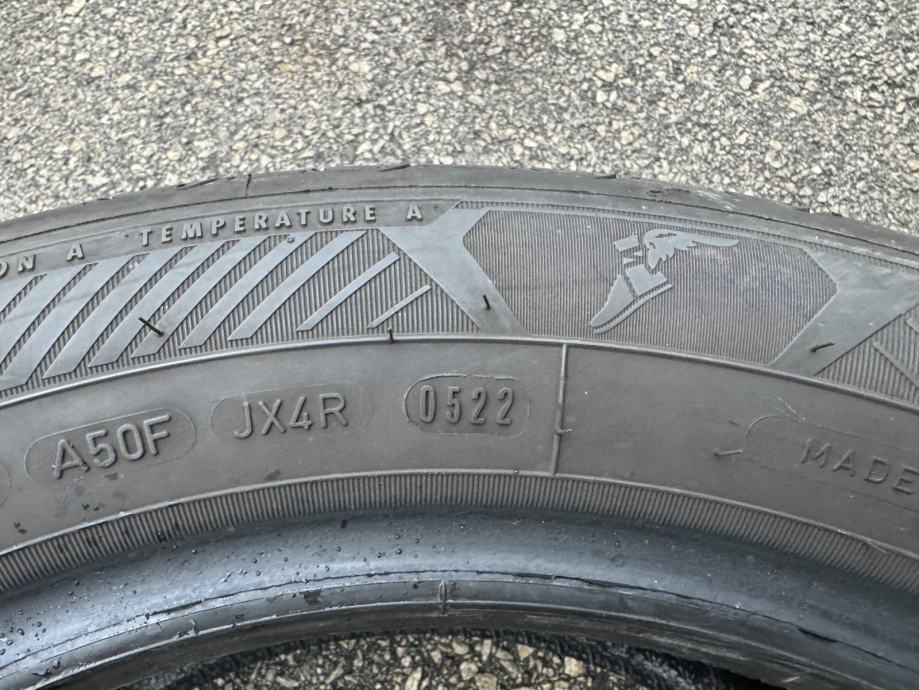 ON A TEMPERATURE A
A50F JX4R 0522
MADE